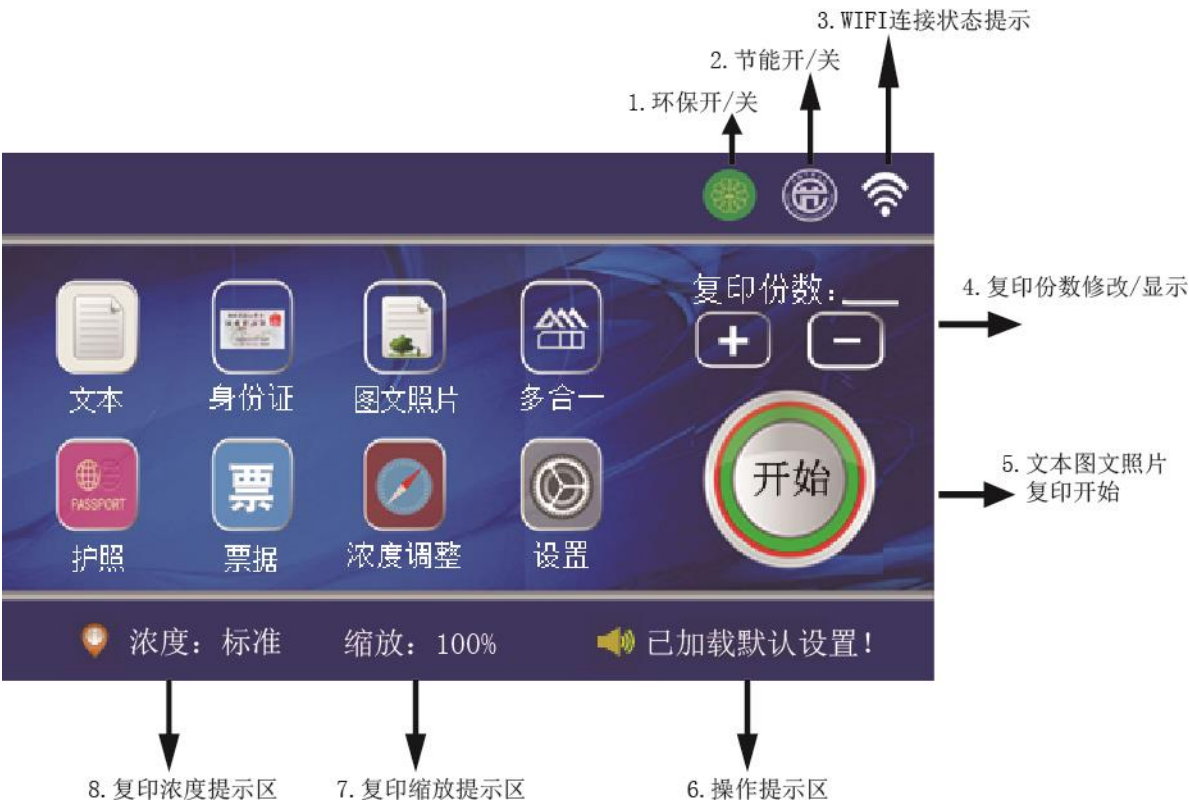 3.WIFI连接状态提示
2.节能开/关
1.环保开/关
复印份数:
4.复印份数修改/显示
文本
身份证
图文照片
多合一
开始
5.文本图文照片
复印开始
PASSPORT
票
护照
票据
浓度调整
设置
浓度: 标准
缩放: 100%
已加载默认设置!
8.复印浓度提示区
7.复印缩放提示区
6.操作提示区